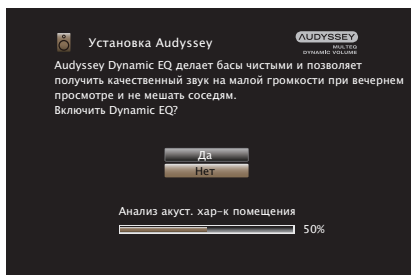 Установка Audyssey
AUDYSSEY
MULTEQ
DYNAMIC VOLUME
Audyssey Dynamic EQ делает басы чистыми и позволяет
получить качественный звук на малой громкости при вечернем
просмотре и не мешать соседям.
Включить Dynamic EQ?
Да
Нет
Анализ акуст. хар-к помещения
50%